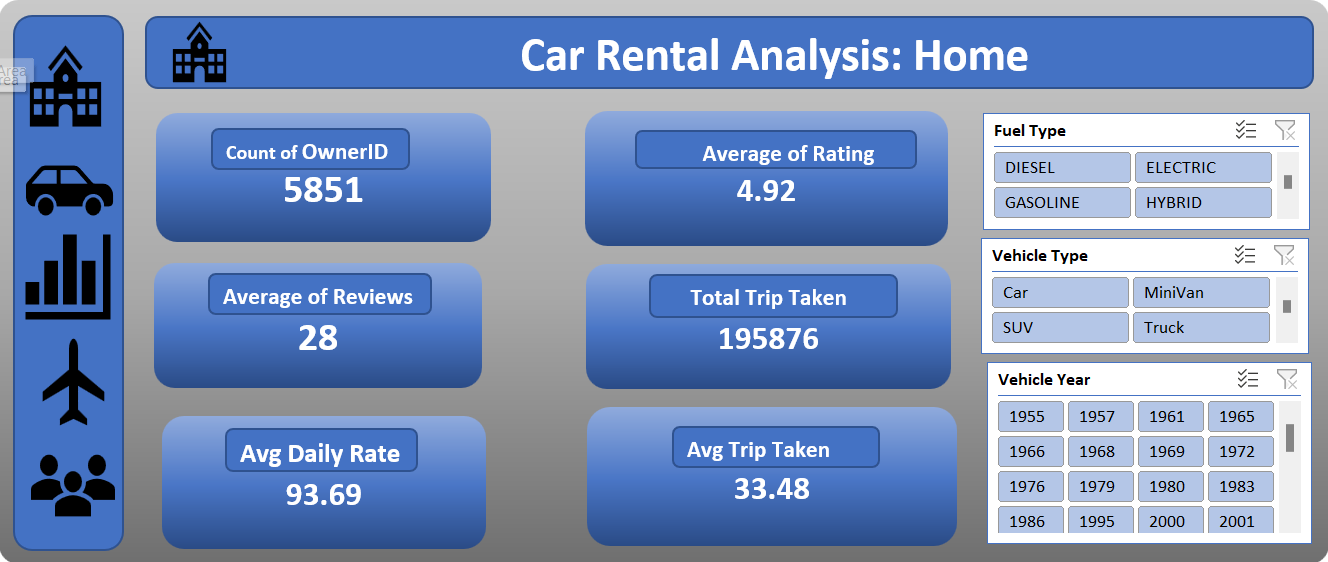 Area
rea
Car Rental Analysis: Home
Count of OwnerID
5851
Average of Rating
4.92
Average of Reviews
28
Total Trip Taken
195876
Avg Daily Rate
93.69
Avg Trip Taken
33.48
Fuel Type
DIESEL ELECTRIC
GASOLINE HYBRID
Vehicle Type
Car MiniVan
SUV Truck
Vehicle Year
1955 1957 1961 1965
1966 1968 1969 1972
1976 1979 1980 1983
1986 1995 2000 2001